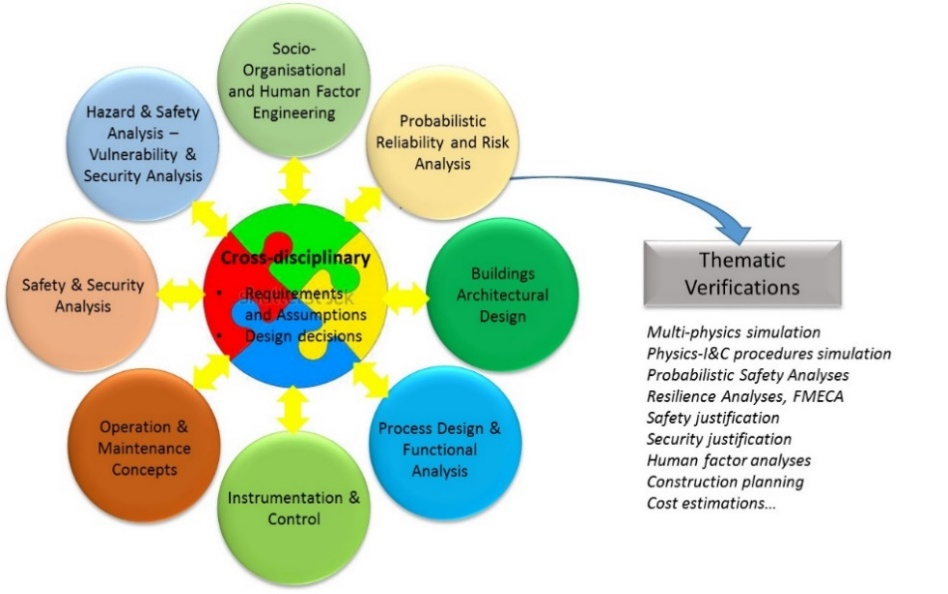 Socio-
Organisational
and Human Factor
Engineering
Hazard & Safety
Analysis –
Vulnerability &
Security Analysis
Probabilistic
Reliability and Risk
Analysis
Safety & Security
Analysis
Cross-disciplinary
• Requirements
and Assumptions
• Design decisions
Buildings
Architectural
Design
Operation &
Maintenance
Concepts
Process Design &
Functional
Analysis
Instrumentation &
Control
Thematic
Verifications
Multi-physics simulation
Physics-I&C procedures simulation
Probabilistic Safety Analyses
Resilience Analyses, FMECA
Safety justification
Security justification
Human factor analyses
Construction planning
Cost estimations...